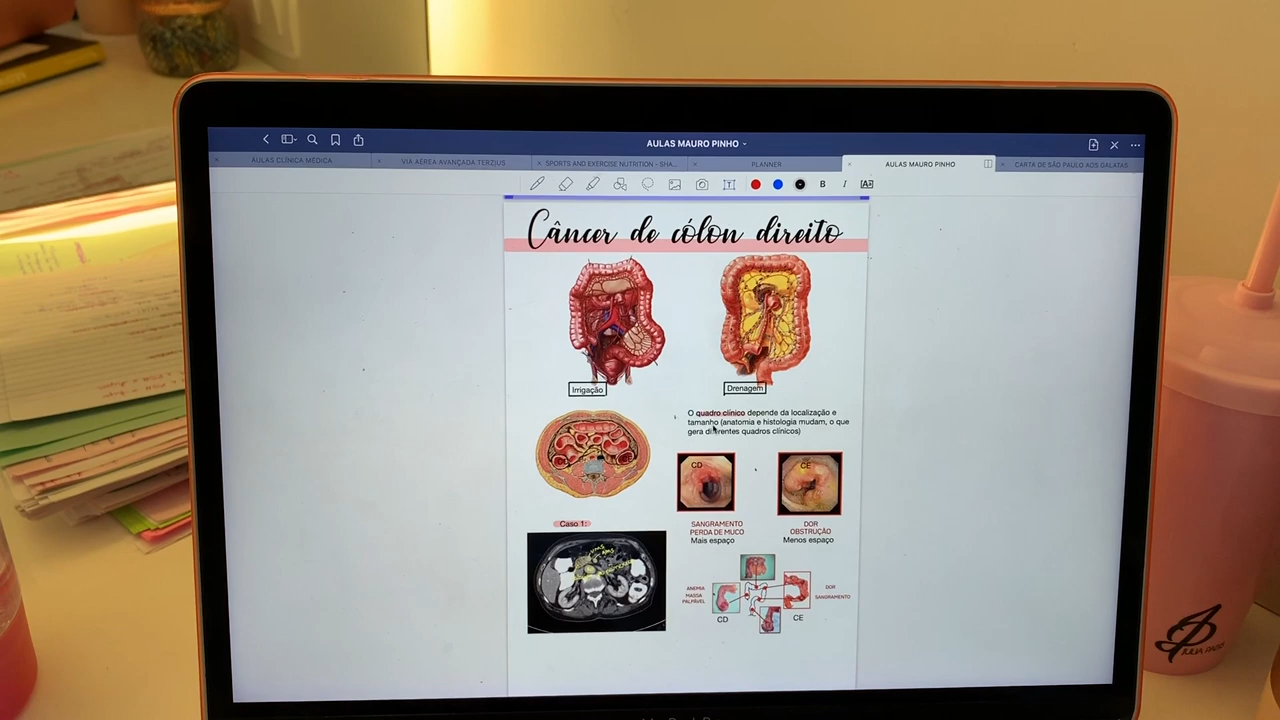 AULAS MAURO PINHO
AULAS CLÍNICA MÉDICA
VIA AÉREA AVANÇADA TERZIUS
SPORTS AND EXERCISE NUTRITION - SHA...
PLANNER
AULAS MAURO PINHO
CARTA DE SÃO PAULO AOS GÁLATAS
B I
Câncer de cólon direito
Irrigação
Drenagem
O quadro clínico depende da localização e
tamanho (anatomia e histologia mudam, o que
gera diferentes quadros clínicos)
CD
CE
Caso 1:
SANGRAMENTO
PERDA DE MUCO
Mais espaço
DOR
OBSTRUÇÃO
Menos espaço
ANEMIA
MASSA
PALPÁVEL
DOR
SANGRAMENTO
CD
CE